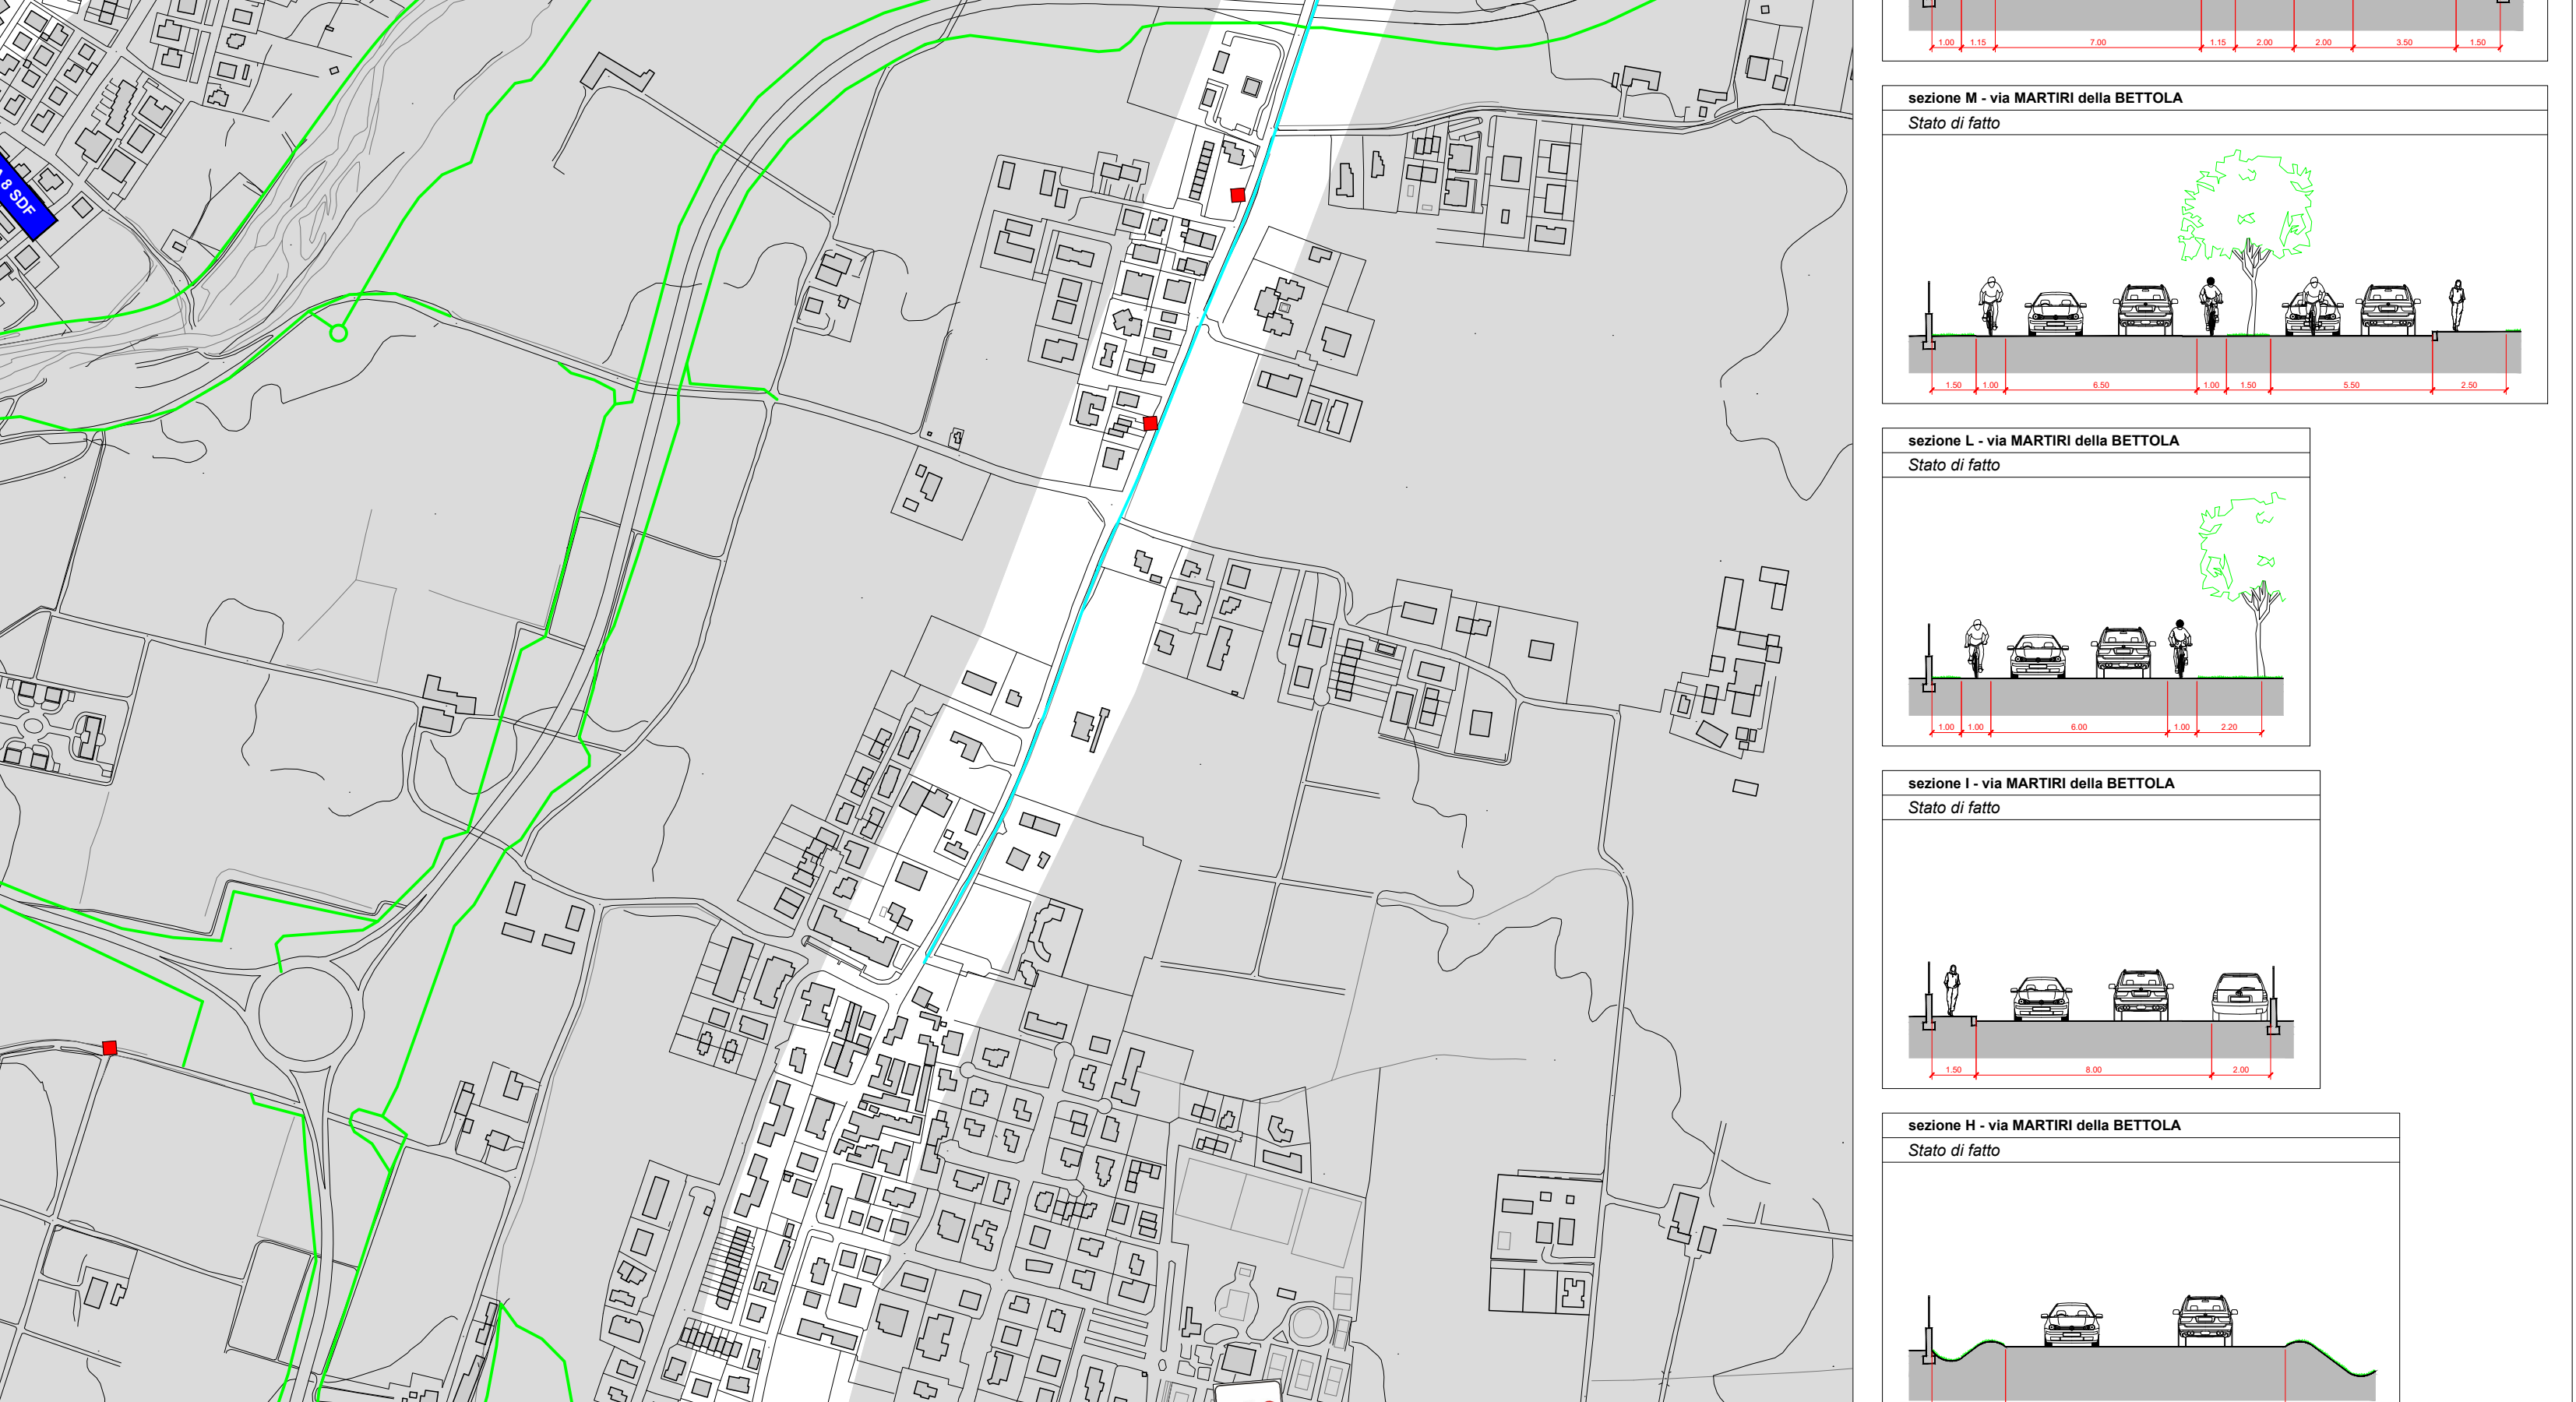 8 SDF
1.00 1.15 7.00 1.15 2.00 2.00 3.50 1.50
sezione M - via MARTIRI della BETTOLA
Stato di fatto
1.50 1.00 6.50 1.00 1.50 5.50 2.50
sezione L - via MARTIRI della BETTOLA
Stato di fatto
1.00 1.00 6.00 1.00 2.20
sezione I - via MARTIRI della BETTOLA
Stato di fatto
1.50 8.00 2.00
sezione H - via MARTIRI della BETTOLA
Stato di fatto